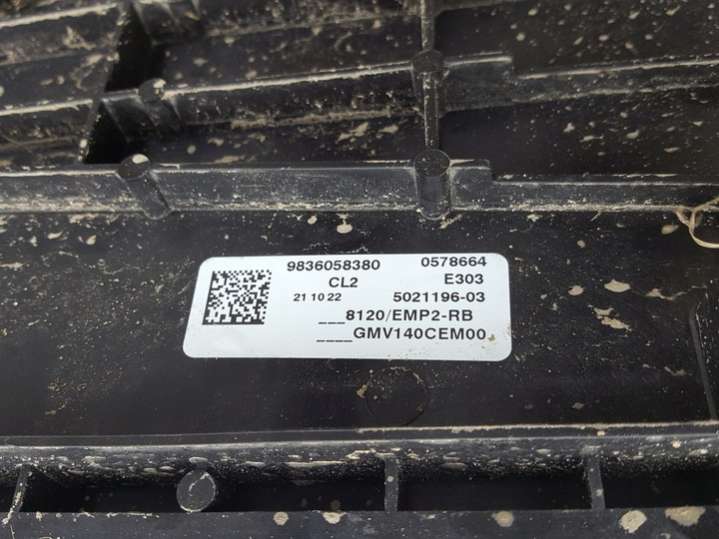 9836058380 0578664
CL2 E303
21 10 22 5021196-03
___8120/EMP2-RB
____GMV140CEM00